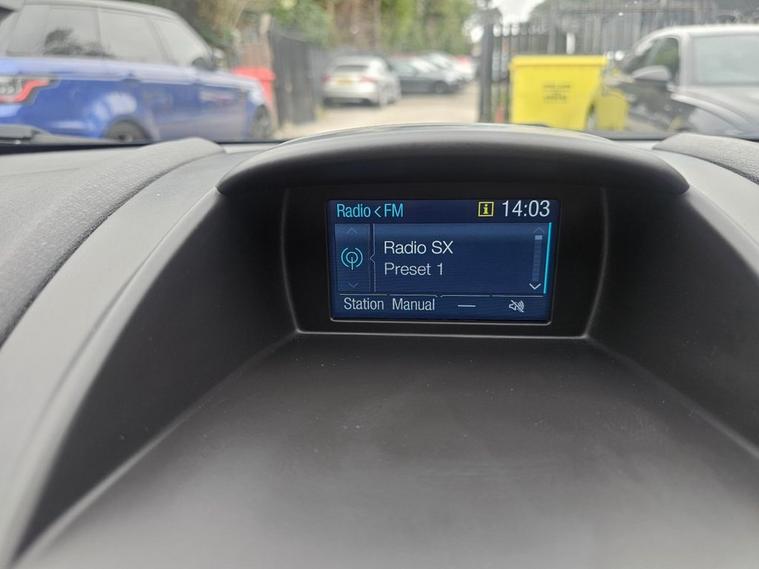 Radio < FM i 14:03
Radio SX
Preset 1
Station Manual —